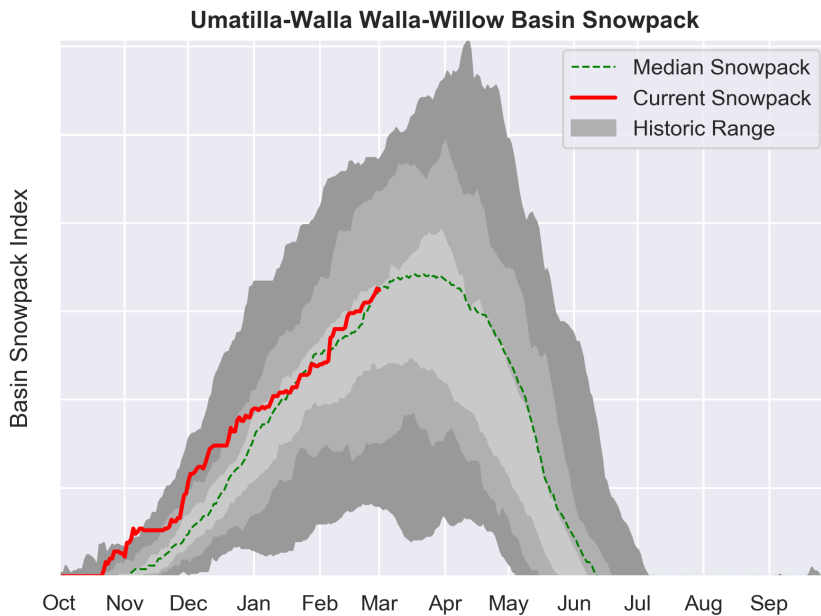 Umatilla-Walla Walla-Willow Basin Snowpack
Median Snowpack
Current Snowpack
Historic Range
Basin Snowpack Index
Oct Nov Dec Jan Feb Mar Apr May Jun Jul Aug Sep